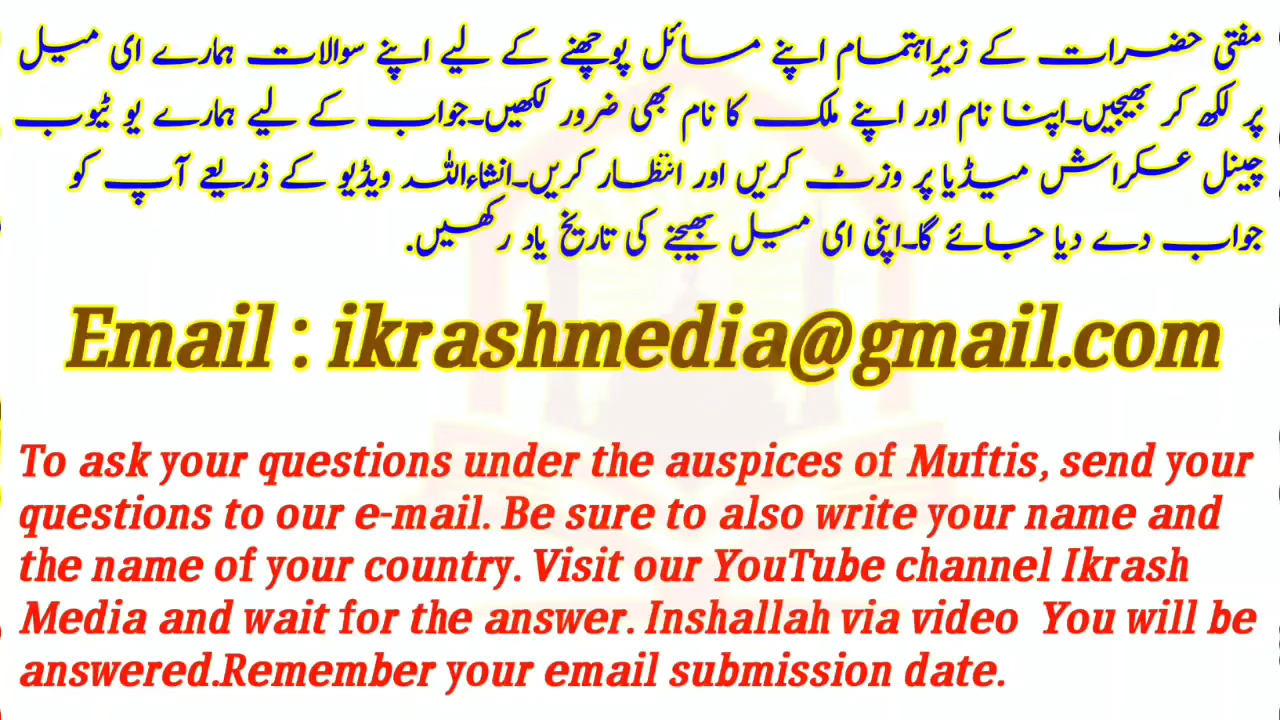 مفتی حضرات کے زیرِاہتمام اپنے مسائل پوچھنے کے لیے اپنے سوالات ہمارے ای میل
پر لکھ کر بھیجیں۔اپنا نام اور اپنے ملک کا نام بھی ضرور لکھیں۔جواب کے لیے ہمارے یو ٹیوب
چینل عکراش میڈیا پر وزٹ کریں اور انتظار کریں۔انشاءاللہ ویڈیو کے ذریعے آپ کو
جواب دے دیا جائے گا۔اپنی ای میل بھیجنے کی تاریخ یاد رکھیں.
Email : ikrashmedia@gmail.com
To ask your questions under the auspices of Muftis, send your
questions to our e-mail. Be sure to also write your name and
the name of your country. Visit our YouTube channel Ikrash
Media and wait for the answer. Inshallah via video  You will be
answered.Remember your email submission date.